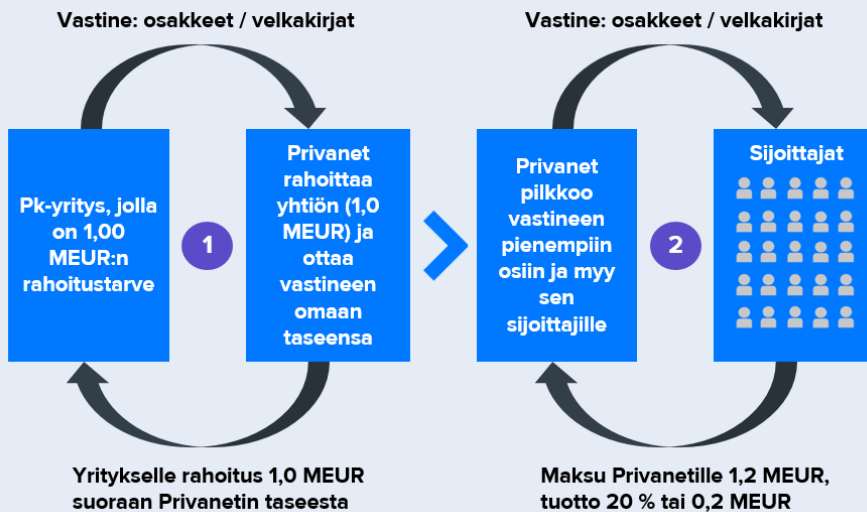 Vastine: osakkeet / velkakirjat
Vastine: osakkeet / velkakirjat
Pk-yritys, jolla
on 1,00
MEUR:n
rahoitustarve
1
Privanet
rahoittaa
yhtiön (1,0
MEUR) ja
ottaa
vastineen
omaan
taseensa
Privanet
pilkkoo
vastineen
pienempiin
osiin ja myy
sen
sijoittajille
2
Sijoittajat
Yritykselle rahoitus 1,0 MEUR
suoraan Privanetin taseesta
Maksu Privanetille 1,2 MEUR,
tuotto 20 % tai 0,2 MEUR